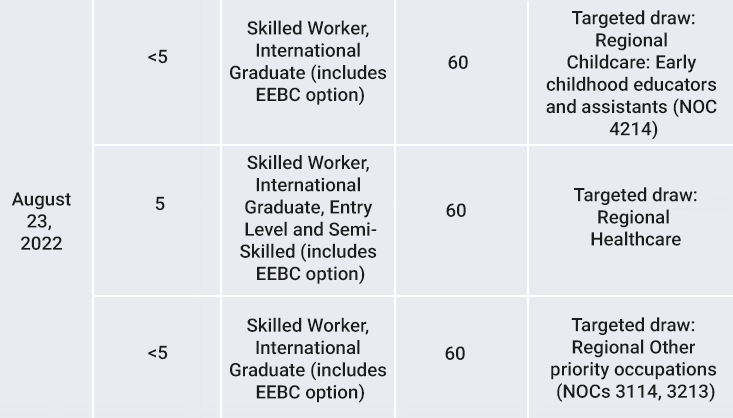 August
23,
2022
<5
Skilled Worker,
International
Graduate (includes
EEBC option)
60
Targeted draw:
Regional
Childcare: Early
childhood educators
and assistants (NOC
4214)
5
Skilled Worker,
International
Graduate, Entry
Level and Semi-
Skilled (includes
EEBC option)
60
Targeted draw:
Regional
Healthcare
<5
Skilled Worker,
International
Graduate (includes
EEBC option)
60
Targeted draw:
Regional Other
priority occupations
(NOCs 3114, 3213)